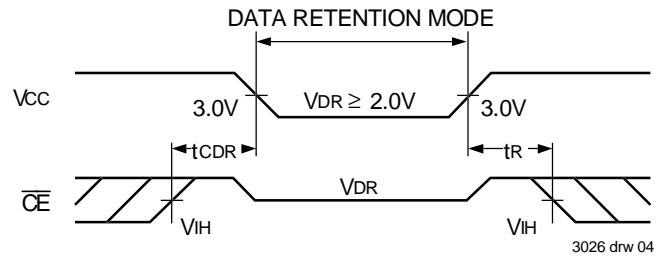 DATA RETENTION MODE
VCC
3.0V
VDR ≥ 2.0V
3.0V
tCDR
tR
CE
VDR
VIH
VIH
3026 drw 04